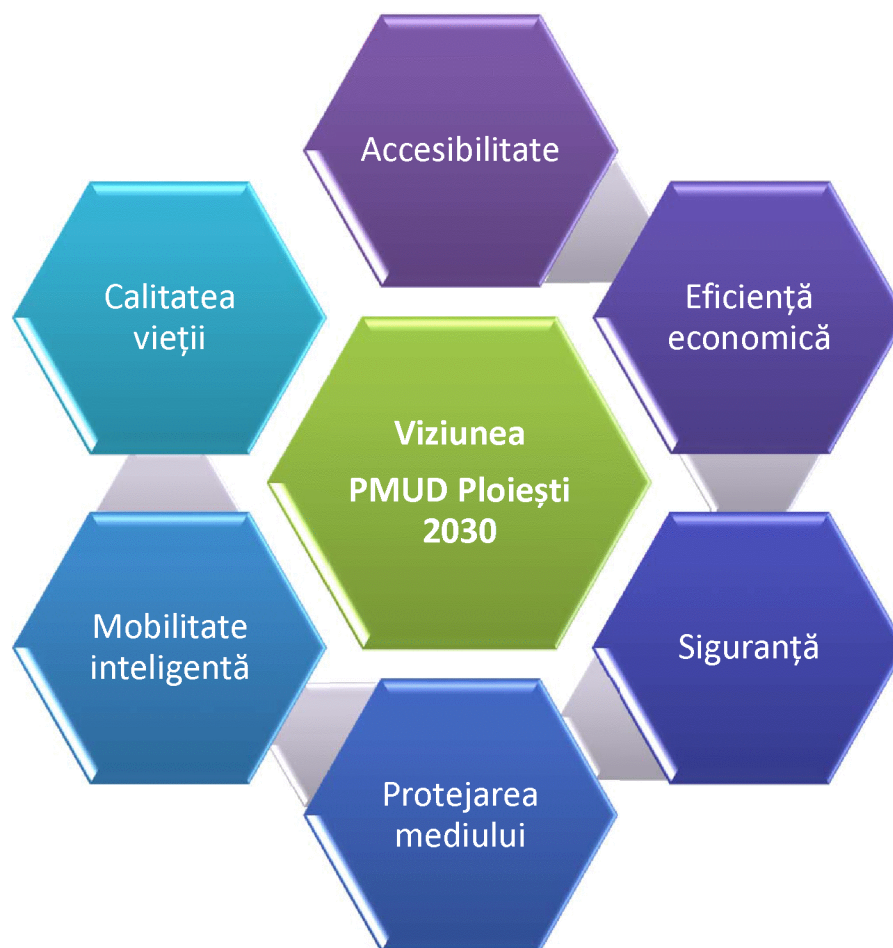 Accesibilitate
Eficiență
economică
Siguranță
Protejarea
mediului
Mobilitate
inteligentă
Calitatea
vieții
Viziunea
PMUD Ploiești
2030